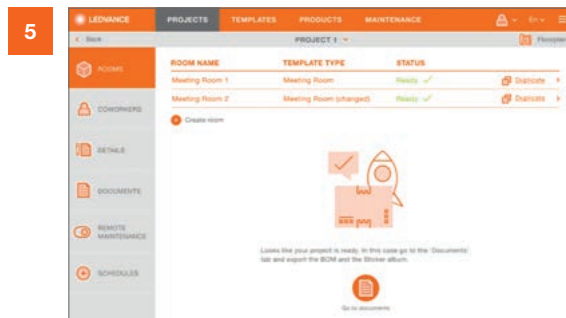 5
LEDVANCE PROJECTS TEMPLATES PRODUCTS MAINTENANCE En
Back PROJECT 1 Floorplan
ROOMS
COWORKERS
DETAILS
DOCUMENTS
REMOTE
MAINTENANCE
SCHEDULES
ROOM NAME TEMPLATE TYPE STATUS
Meeting Room 1 Meeting Room Ready Duplicate
Meeting Room 2 Meeting Room (changed) Ready Duplicate
Create room
Looks like your project is ready. In this case go to the 'Documents'
tab and export the BOM and the Sticker album.
Go to documents